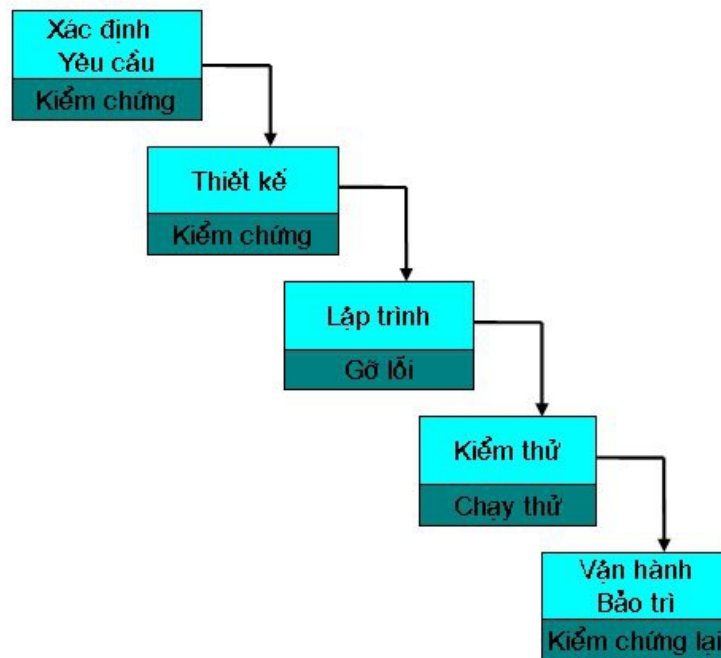 Xác định
Yêu cầu
Kiểm chứng
Thiết kế
Kiểm chứng
Lập trình
Gỡ lỗi
Kiểm thử
Chạy thử
Vận hành
Bảo trì
Kiểm chứng lại